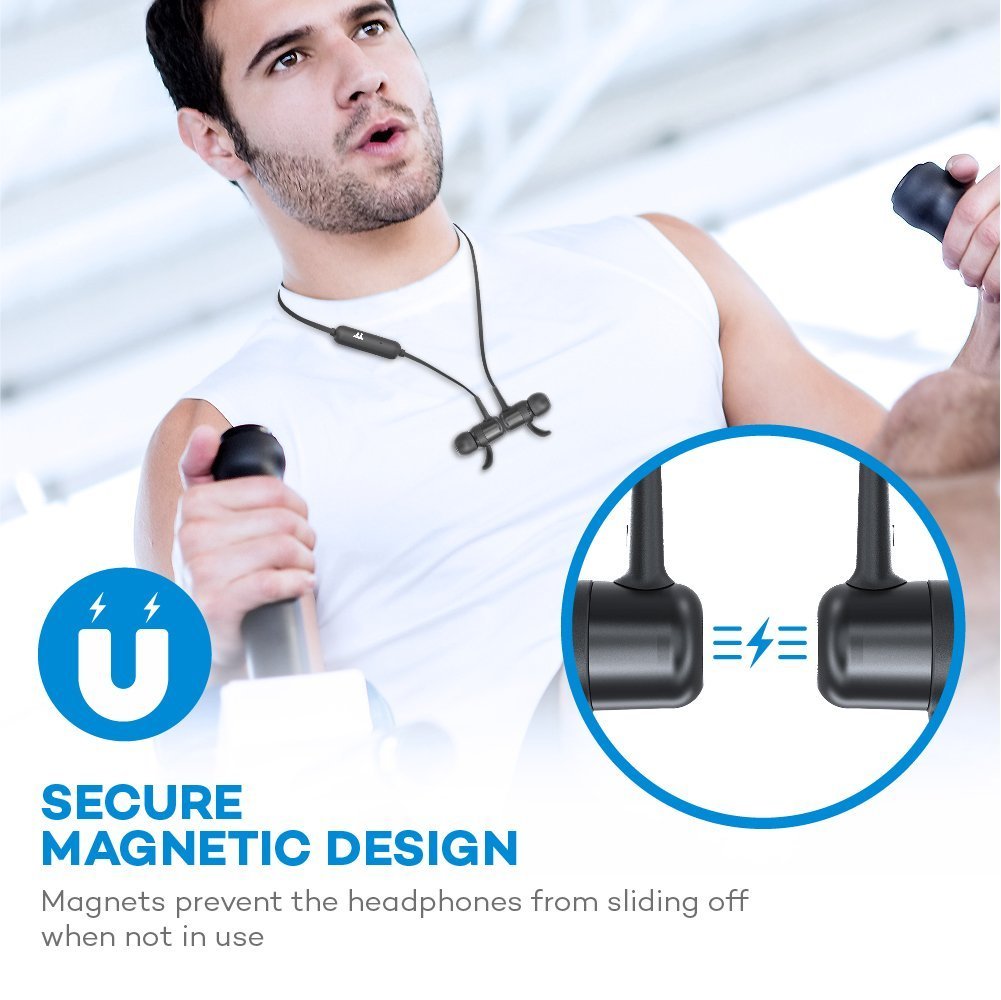 SECURE
MAGNETIC DESIGN
Magnets prevent the headphones from sliding off
when not in use